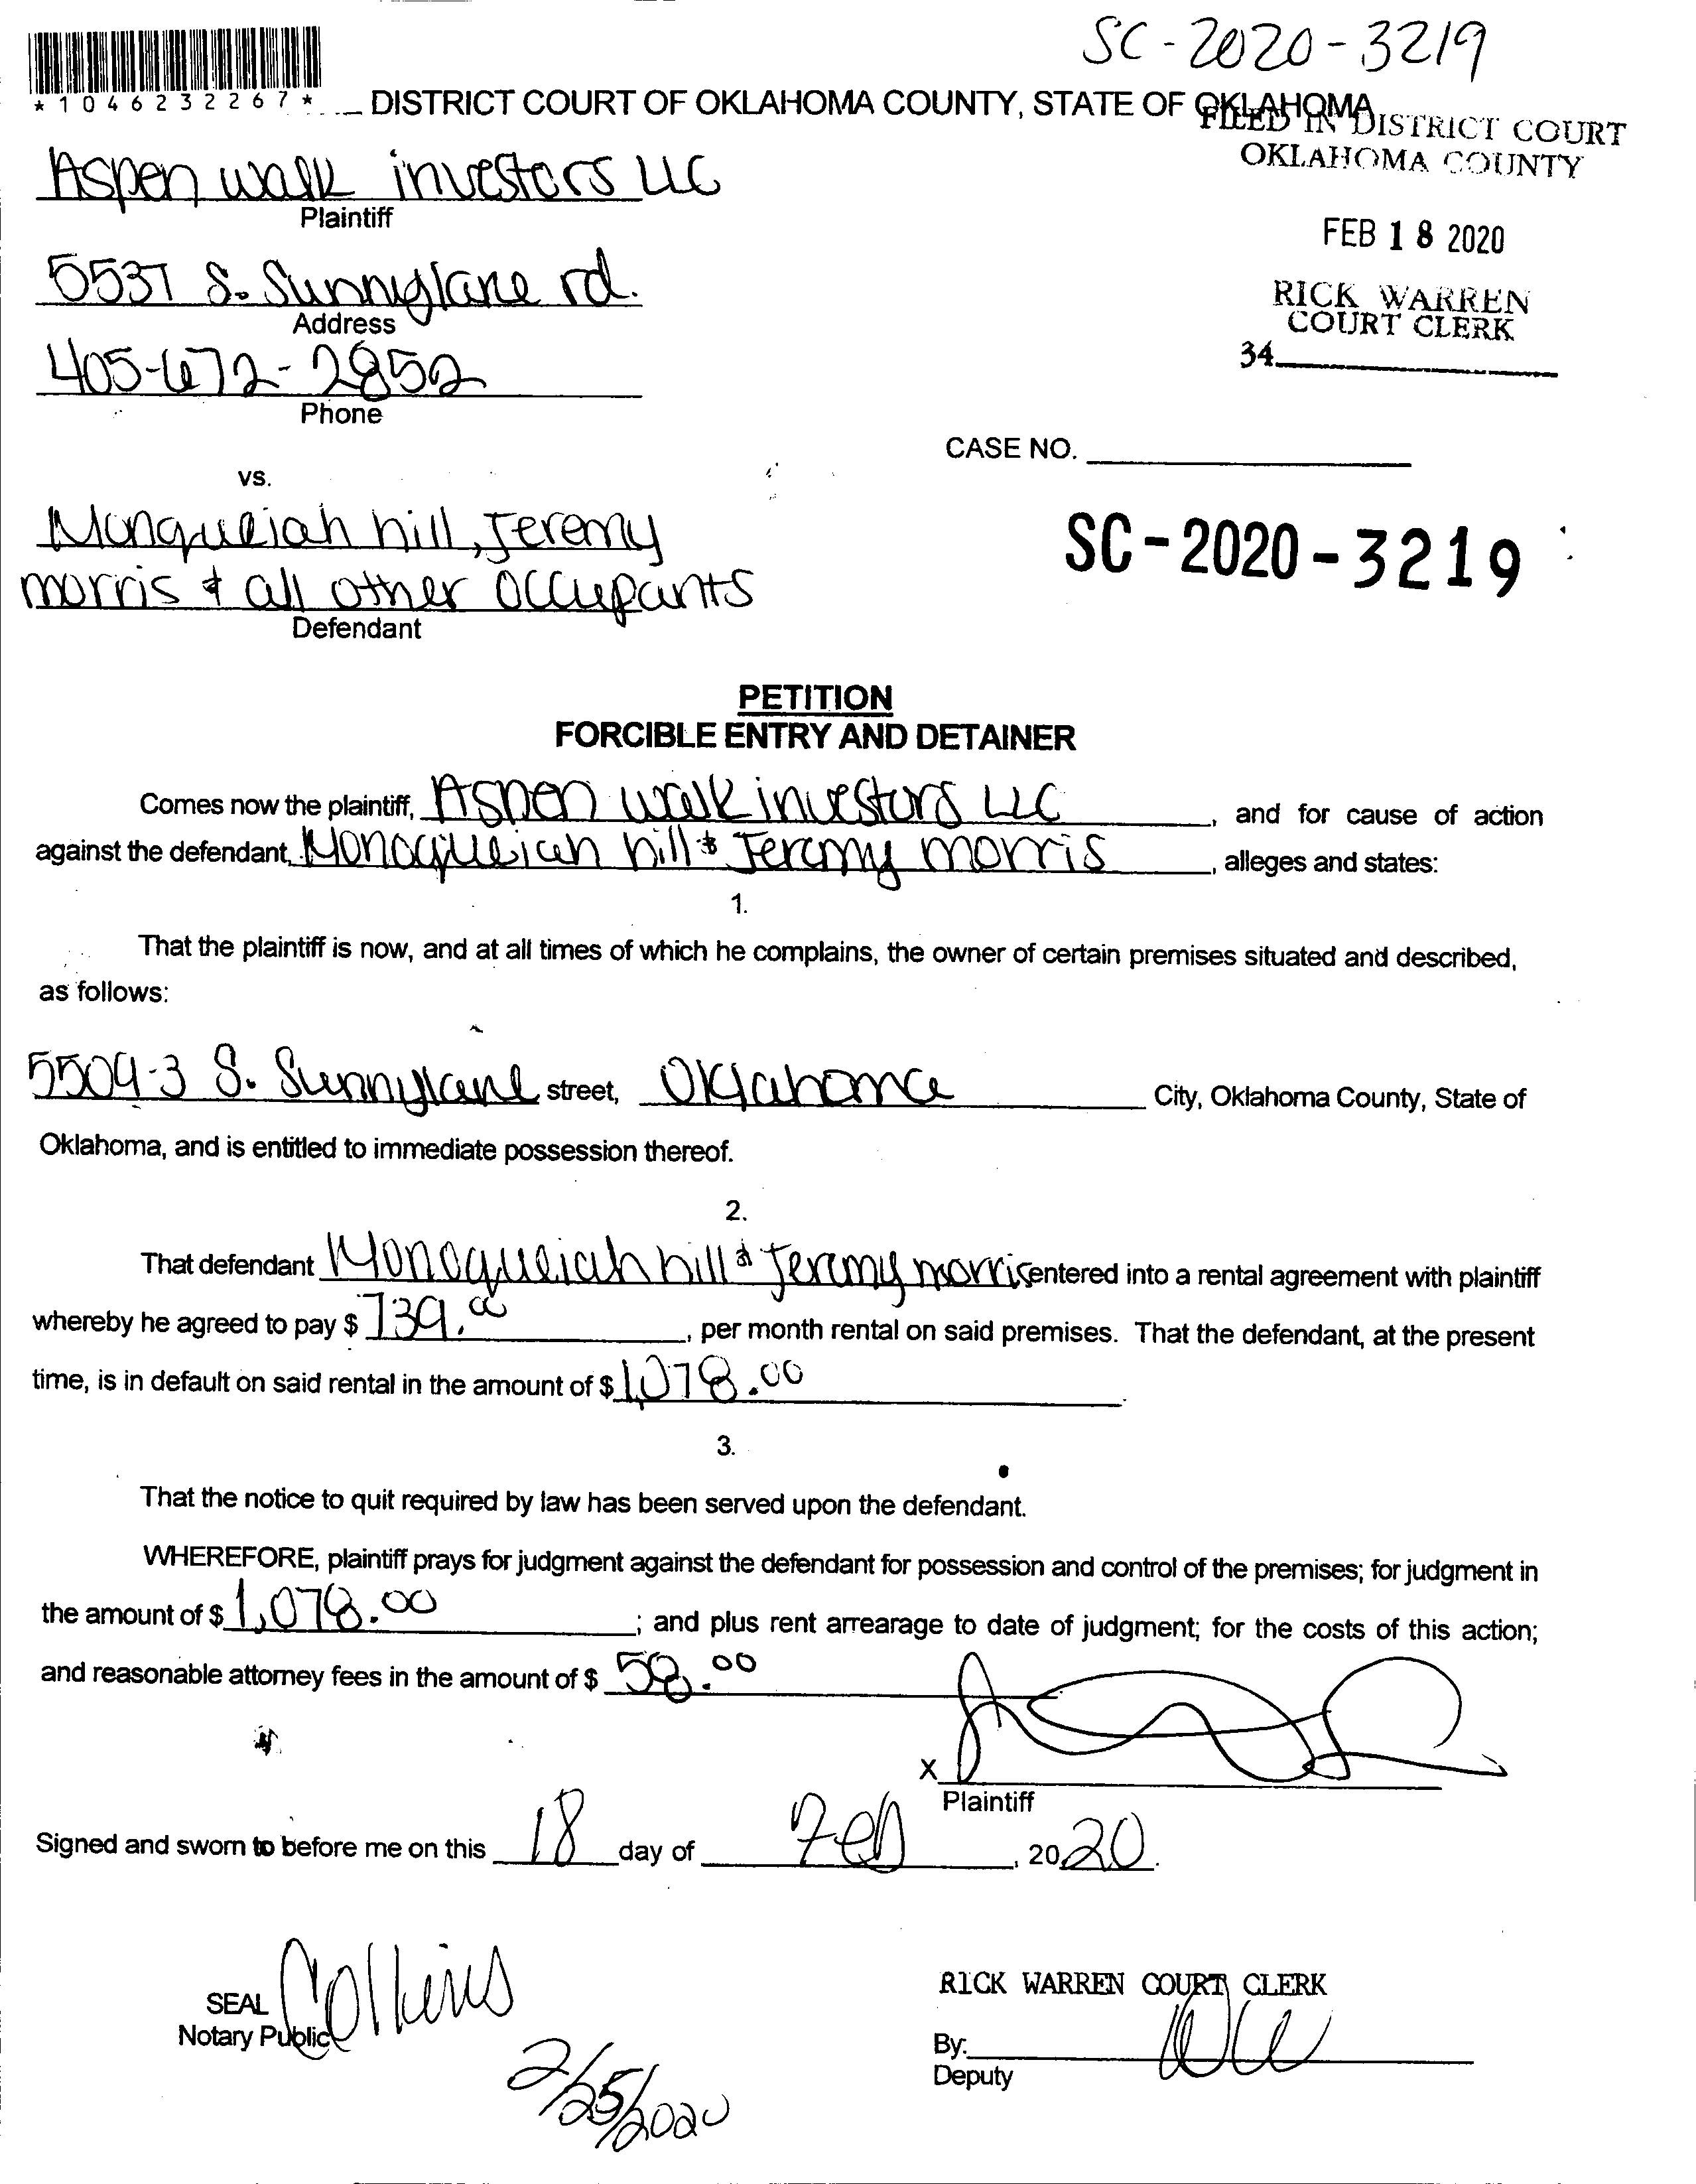 SC-2020-3219
*1046232267*
DISTRICT COURT OF OKLAHOMA COUNTY, STATE OF OKLAHOMA
FILED IN DISTRICT COURT
OKLAHOMA COUNTY
Aspen walk investors LLC
Plaintiff
FEB 18 2020
5537 S. Sunnylane rd.
Address
RICK WARREN
COURT CLERK
34
405-672-2852
Phone
CASE NO.
vs.
hill, Jeremy
morris & all other occupants
Defendant
SC-2020-3219
PETITION
FORCIBLE ENTRY AND DETAINER
Comes now the plaintiff, Aspen walk investors LLC, and for cause of action
against the defendant, Monoqueiah hill & Jeremy morris, alleges and states:
1.
That the plaintiff is now, and at all times of which he complains, the owner of certain premises situated and described,
as follows:
5504-3 S. Sunnylane street, Oklahoma City, Oklahoma County, State of
Oklahoma, and is entitled to immediate possession thereof.
2.
That defendant Monoqueiah hill & Jeremy morris entered into a rental agreement with plaintiff
whereby he agreed to pay $ 739.00, per month rental on said premises. That the defendant, at the present
time, is in default on said rental in the amount of $ 1,078.00
3.
That the notice to quit required by law has been served upon the defendant.
WHEREFORE, plaintiff prays for judgment against the defendant for possession and control of the premises; for judgment in
the amount of $ 1,078.00; and plus rent arrearage to date of judgment; for the costs of this action;
and reasonable attorney fees in the amount of $ 58.00
X
Plaintiff
Signed and sworn to before me on this 18 day of Feb, 2020.
SEAL
Notary Public
Collins
2/25/2020
RICK WARREN COURT CLERK
By:
Deputy